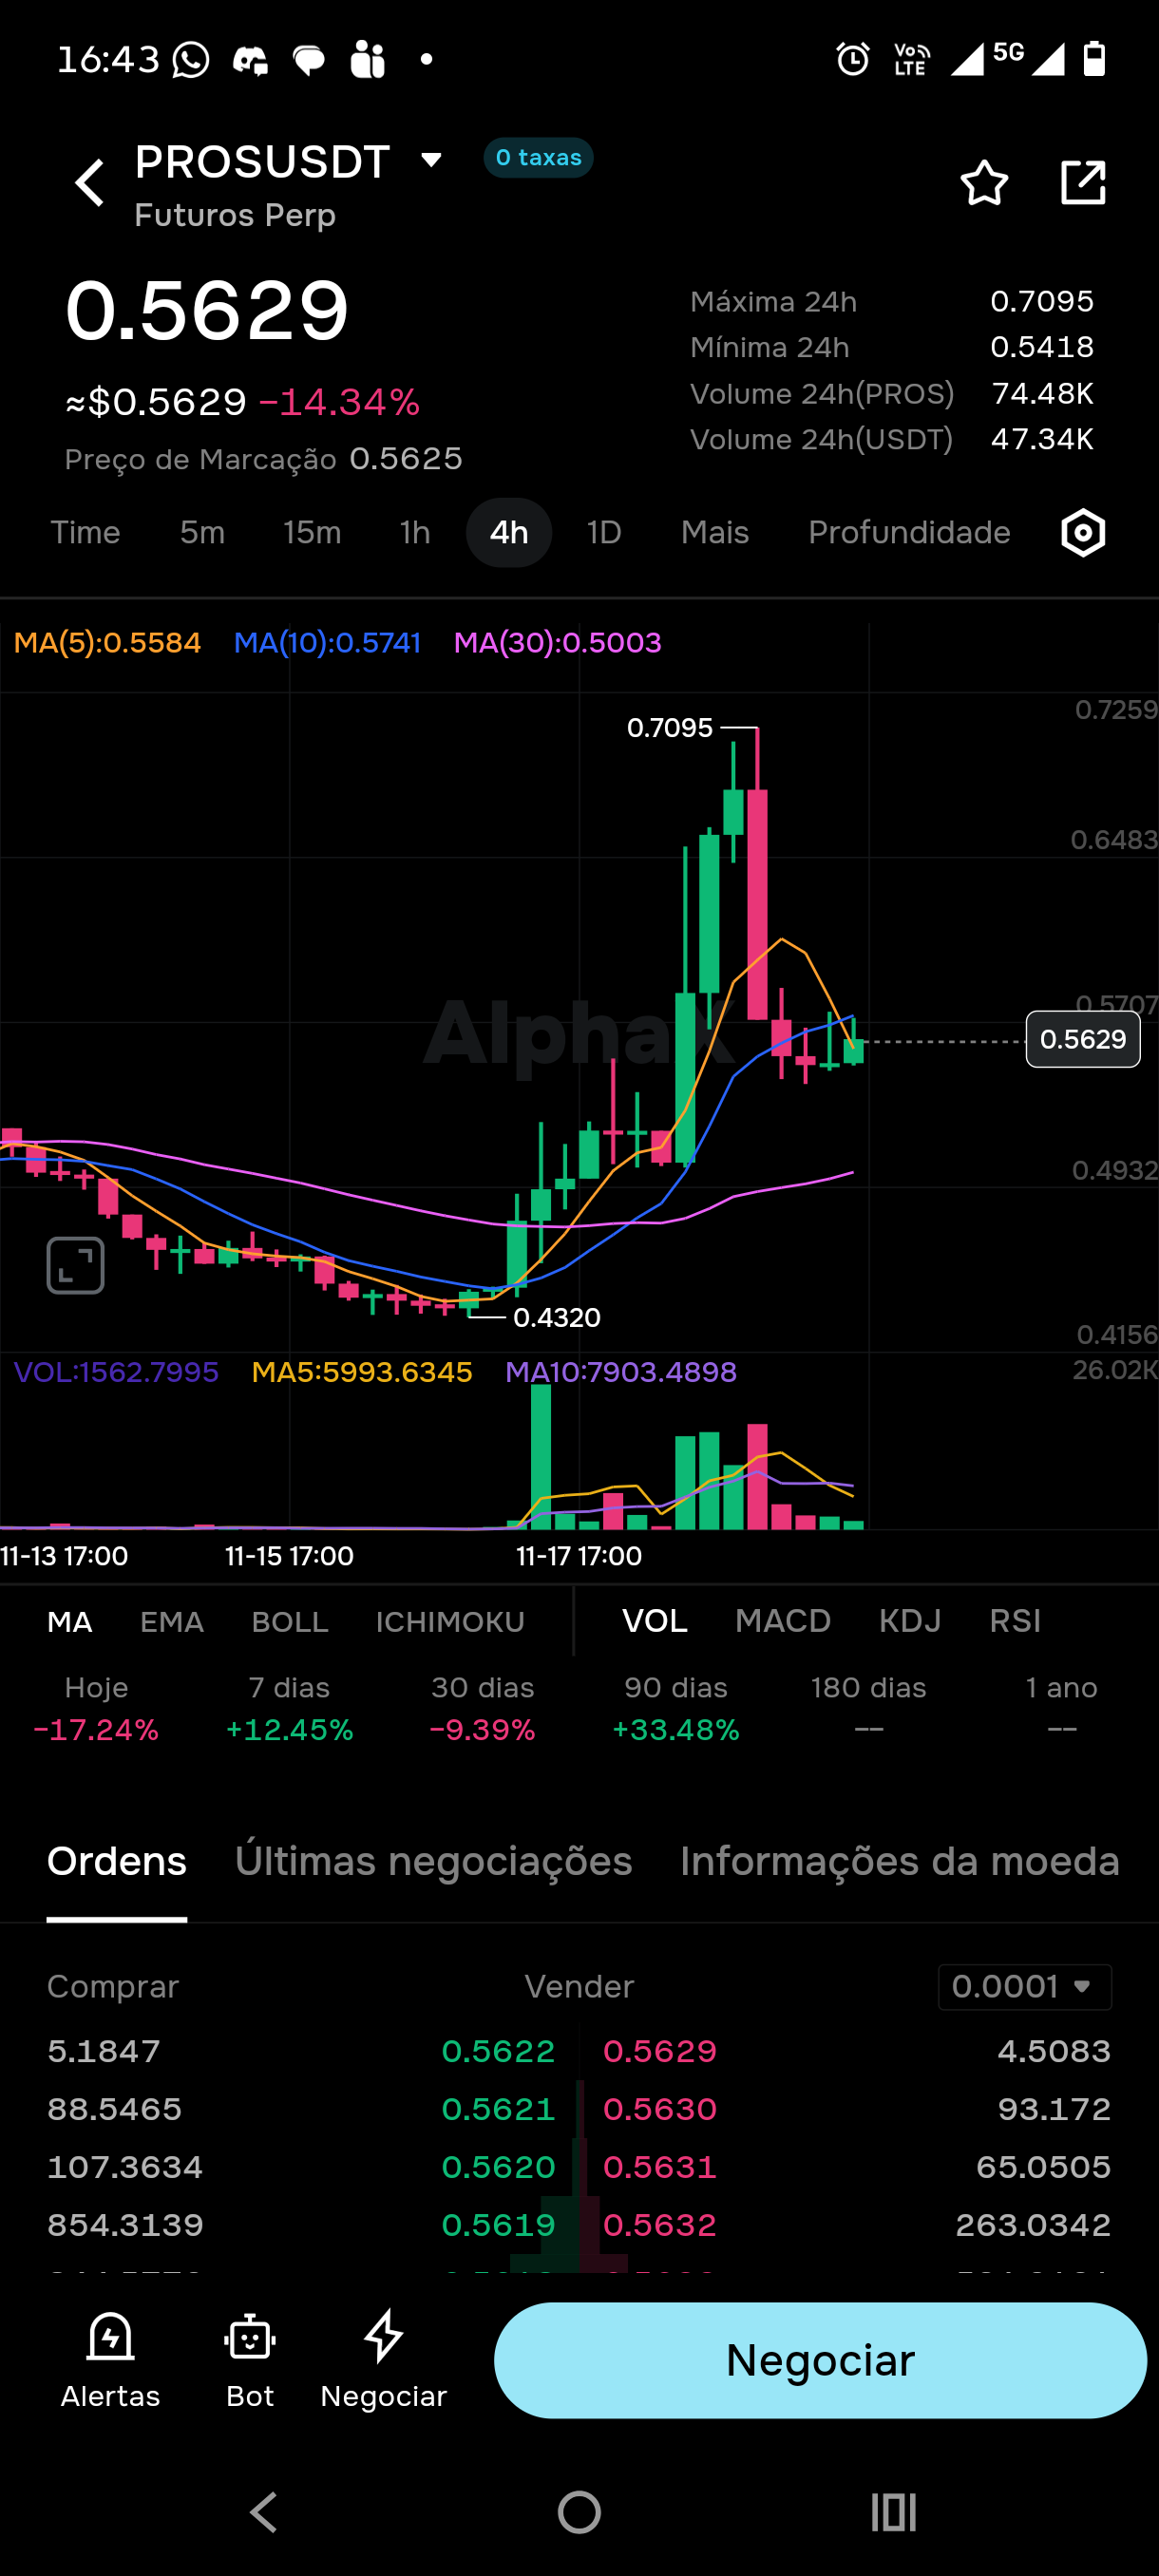 16:43
Vo LTE 5G
PROSUSDT 0 taxas
Futuros Perp
0.5629
≈$0.5629 -14.34%
Preço de Marcação 0.5625
Máxima 24h 0.7095
Mínima 24h 0.5418
Volume 24h(PROS) 74.48K
Volume 24h(USDT) 47.34K
Time 5m 15m 1h 4h 1D Mais Profundidade
MA(5):0.5584 MA(10):0.5741 MA(30):0.5003
0.7259
0.7095
0.6483
AlphaX
0.5707
0.5629
0.4932
0.4320
0.4156
VOL:1562.7995 MA5:5993.6345 MA10:7903.4898 26.02K
11-13 17:00 11-15 17:00 11-17 17:00
MA EMA BOLL ICHIMOKU VOL MACD KDJ RSI
Hoje 7 dias 30 dias 90 dias 180 dias 1 ano
-17.24% +12.45% -9.39% +33.48% -- --
Ordens Últimas negociações Informações da moeda
Comprar Vender 0.0001
5.1847 0.5622 0.5629 4.5083
88.5465 0.5621 0.5630 93.172
107.3634 0.5620 0.5631 65.0505
854.3139 0.5619 0.5632 263.0342
Alertas Bot Negociar Negociar